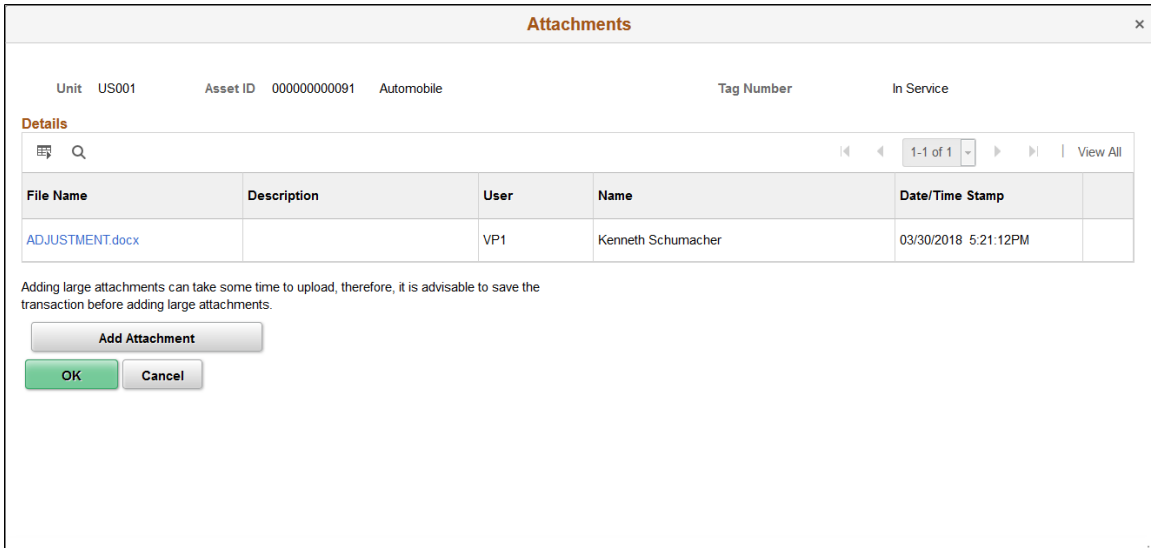 Attachments
Unit US001 Asset ID 000000000091 Automobile Tag Number In Service
Details
1-1 of 1 View All
File Name Description User Name Date/Time Stamp
ADJUSTMENT.docx VP1 Kenneth Schumacher 03/30/2018 5:21:12PM
Adding large attachments can take some time to upload, therefore, it is advisable to save the
transaction before adding large attachments.
Add Attachment
OK Cancel